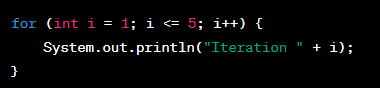 for (int i = 1; i <= 5; i++) {
    System.out.println("Iteration " + i);
}